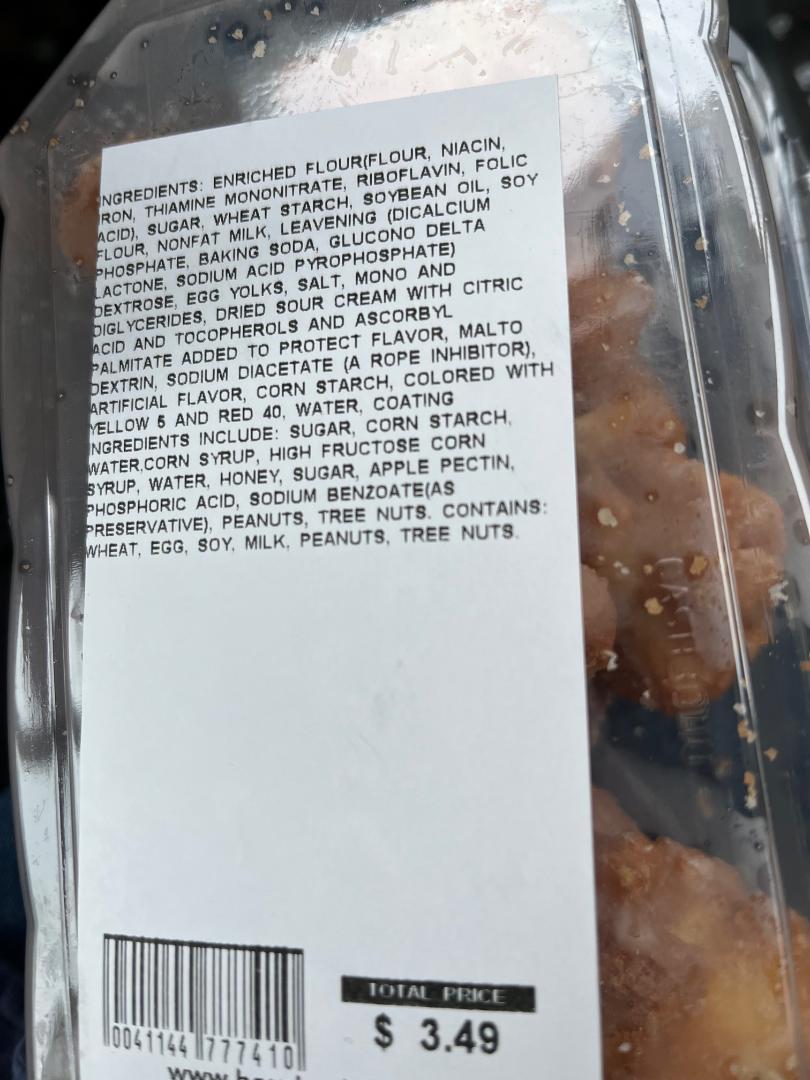 NGREDIENTS: ENRICHED FLOUR(FLOUR, NIACIN,
RON, THIAMINE MONONITRATE, RIBOFLAVIN, FOLIC
ACID), SUGAR, WHEAT STARCH, SOYBEAN OIL, SOY
FLOUR, NONFAT MILK, LEAVENING (DICALCIUM
PHOSPHATE, BAKING SODA, GLUCONO DELTA
LACTONE, SODIUM ACID PYROPHOSPHATE)
DEXTROSE, EGG YOLKS, SALT, MONO AND
DIGLYCERIDES, DRIED SOUR CREAM WITH CITRIC
ACID AND TOCOPHEROLS AND ASCORBYL
PALMITATE ADDED TO PROTECT FLAVOR, MALTO
DEXTRIN, SODIUM DIACETATE (A ROPE INHIBITOR),
ARTIFICIAL FLAVOR, CORN STARCH, COLORED WITH
YELLOW 5 AND RED 40, WATER, COATING
INGREDIENTS INCLUDE: SUGAR, CORN STARCH,
WATER,CORN SYRUP, HIGH FRUCTOSE CORN
SYRUP, WATER, HONEY, SUGAR, APPLE PECTIN,
PHOSPHORIC ACID, SODIUM BENZOATE(AS
PRESERVATIVE), PEANUTS, TREE NUTS. CONTAINS:
WHEAT, EGG, SOY, MILK, PEANUTS, TREE NUTS.
TOTAL PRICE
$ 3.49
0041144 777410